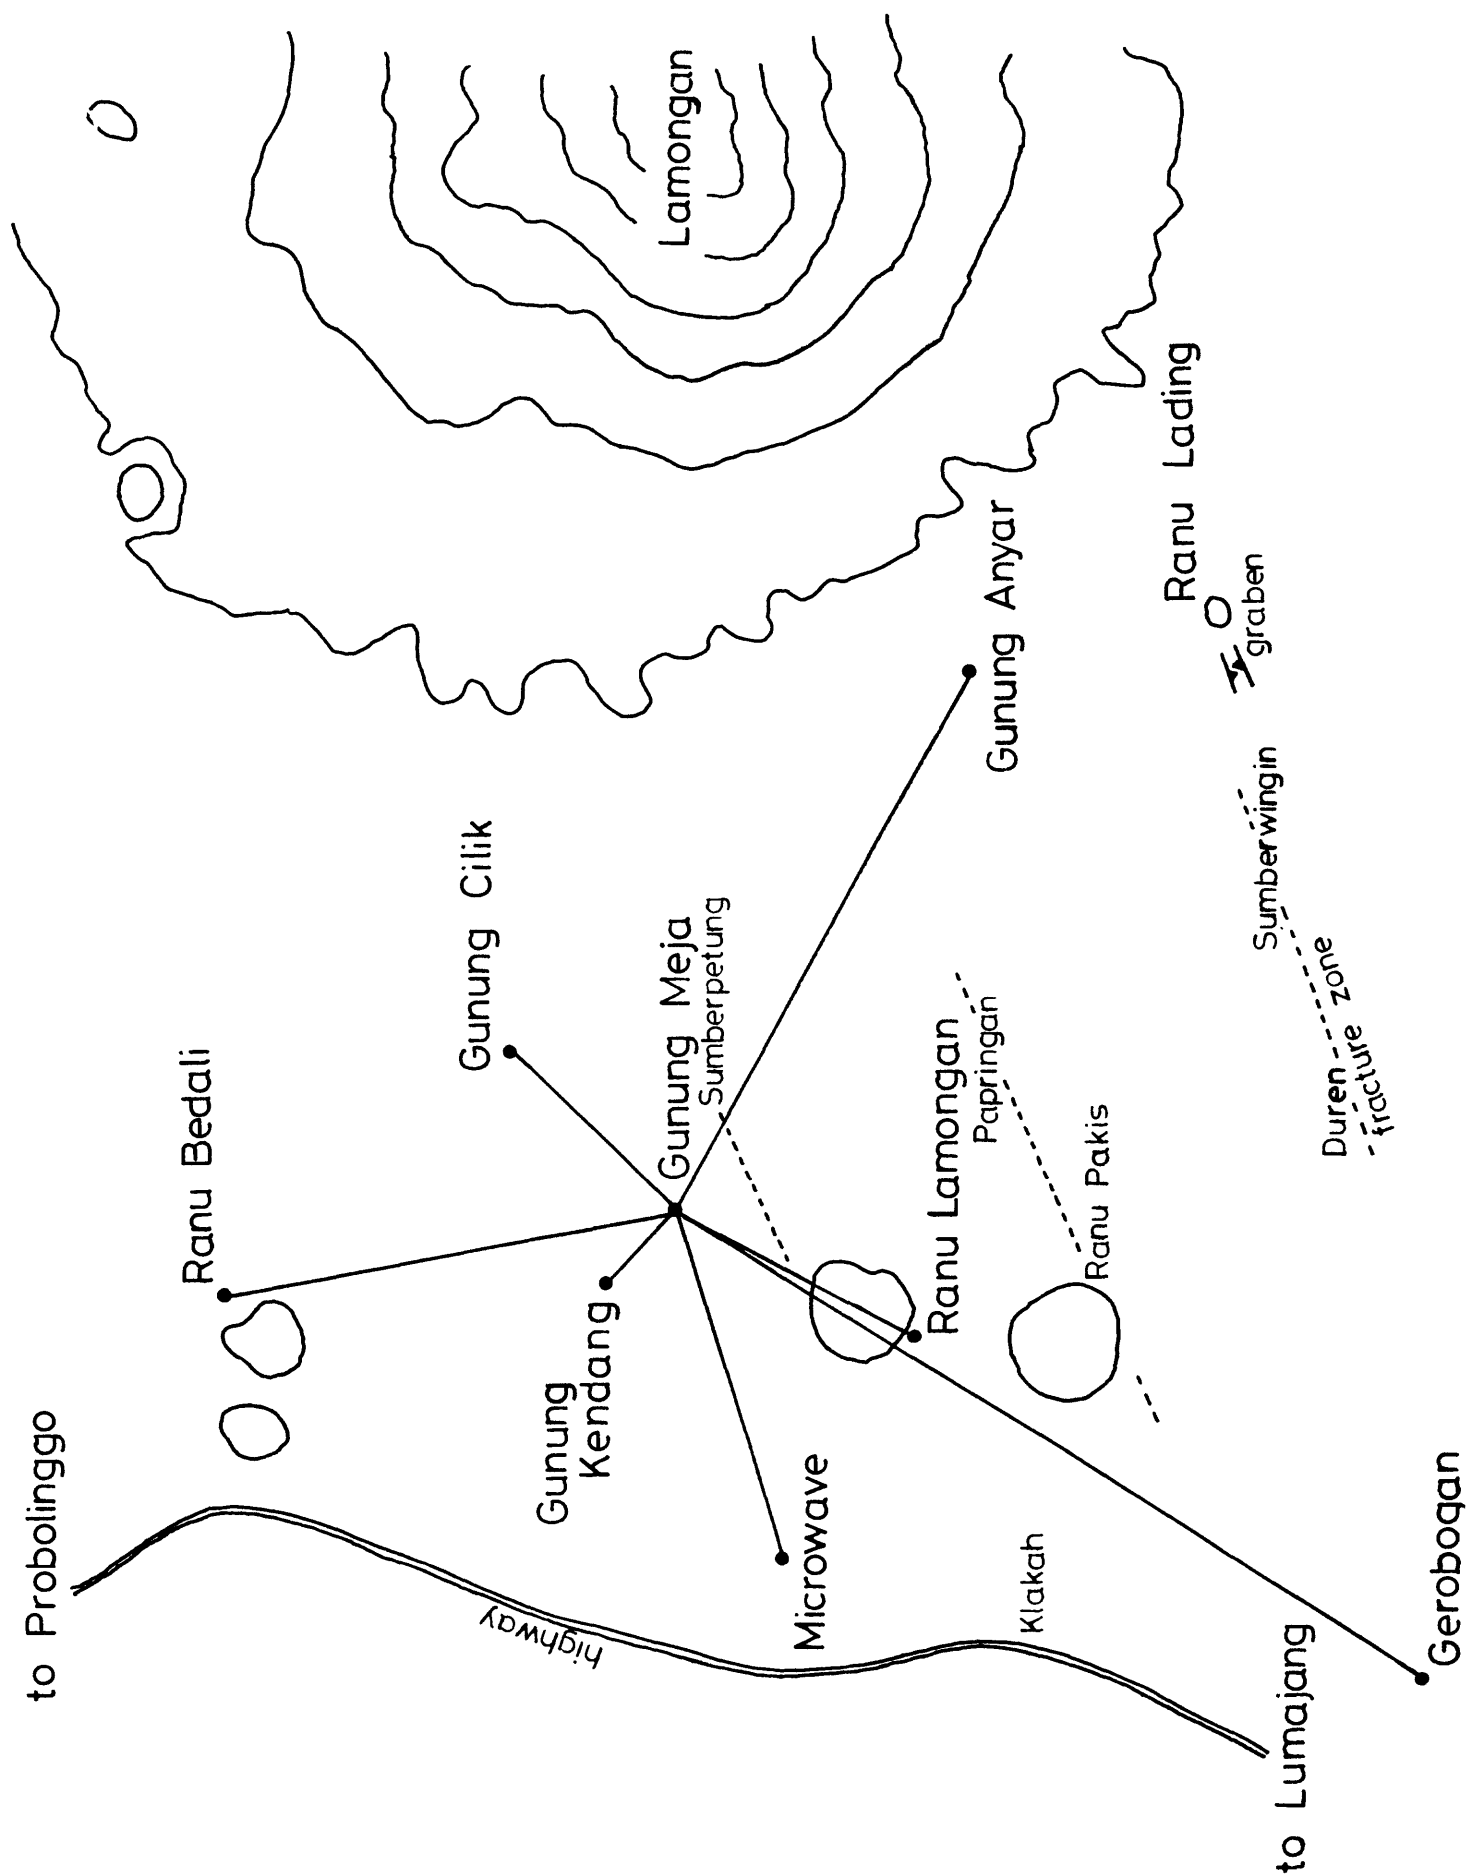 to Probolinggo
Ranu Bedali
Gunung Cilik
Lamongan
highway
Gunung
Kendang
Gunung Meja
Sumberpetung
Microwave
Ranu Lamongan
Papringan
Gunung Anyar
Klakah
Ranu Pakis
Ranu Lading
graben
Sumberwingin
Duren
fracture zone
to Lumajang
Geroboqan